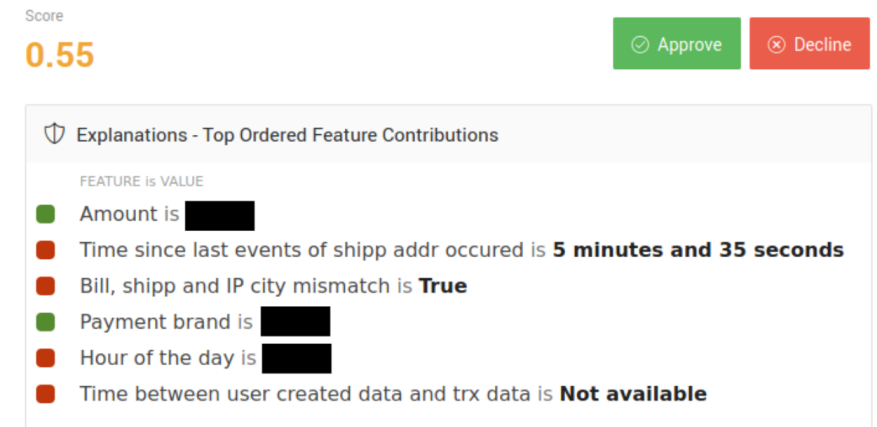 Score
0.55
Approve
Decline
Explanations - Top Ordered Feature Contributions
FEATURE is VALUE
Amount is
Time since last events of shipp addr occured is 5 minutes and 35 seconds
Bill, shipp and IP city mismatch is True
Payment brand is
Hour of the day is
Time between user created data and trx data is Not available